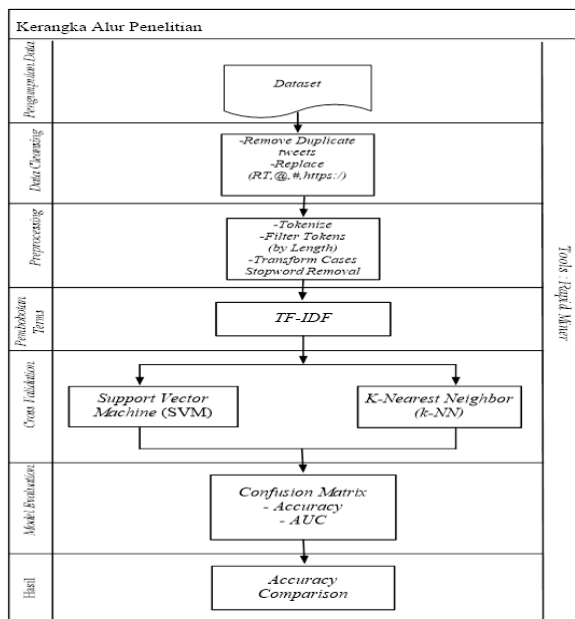 Kerangka Alur Penelitian
Pengumpulan Data
Dataset
Data Cleansing
-Remove Duplicate
tweets
-Replace
(RT,@,#,https:/)
Preprocessing
-Tokenize
-Filter Tokens
(by Length)
-Transform Cases
Stopword Removal
Pembobotan
Terms
TF-IDF
Cross Validation
Support Vector
Machine (SVM)
K-Nearest Neighbor
(k-NN)
Model Evaluation
Confusion Matrix
- Accuracy
- AUC
Hasil
Accuracy
Comparison
Tools : Rapid Miner